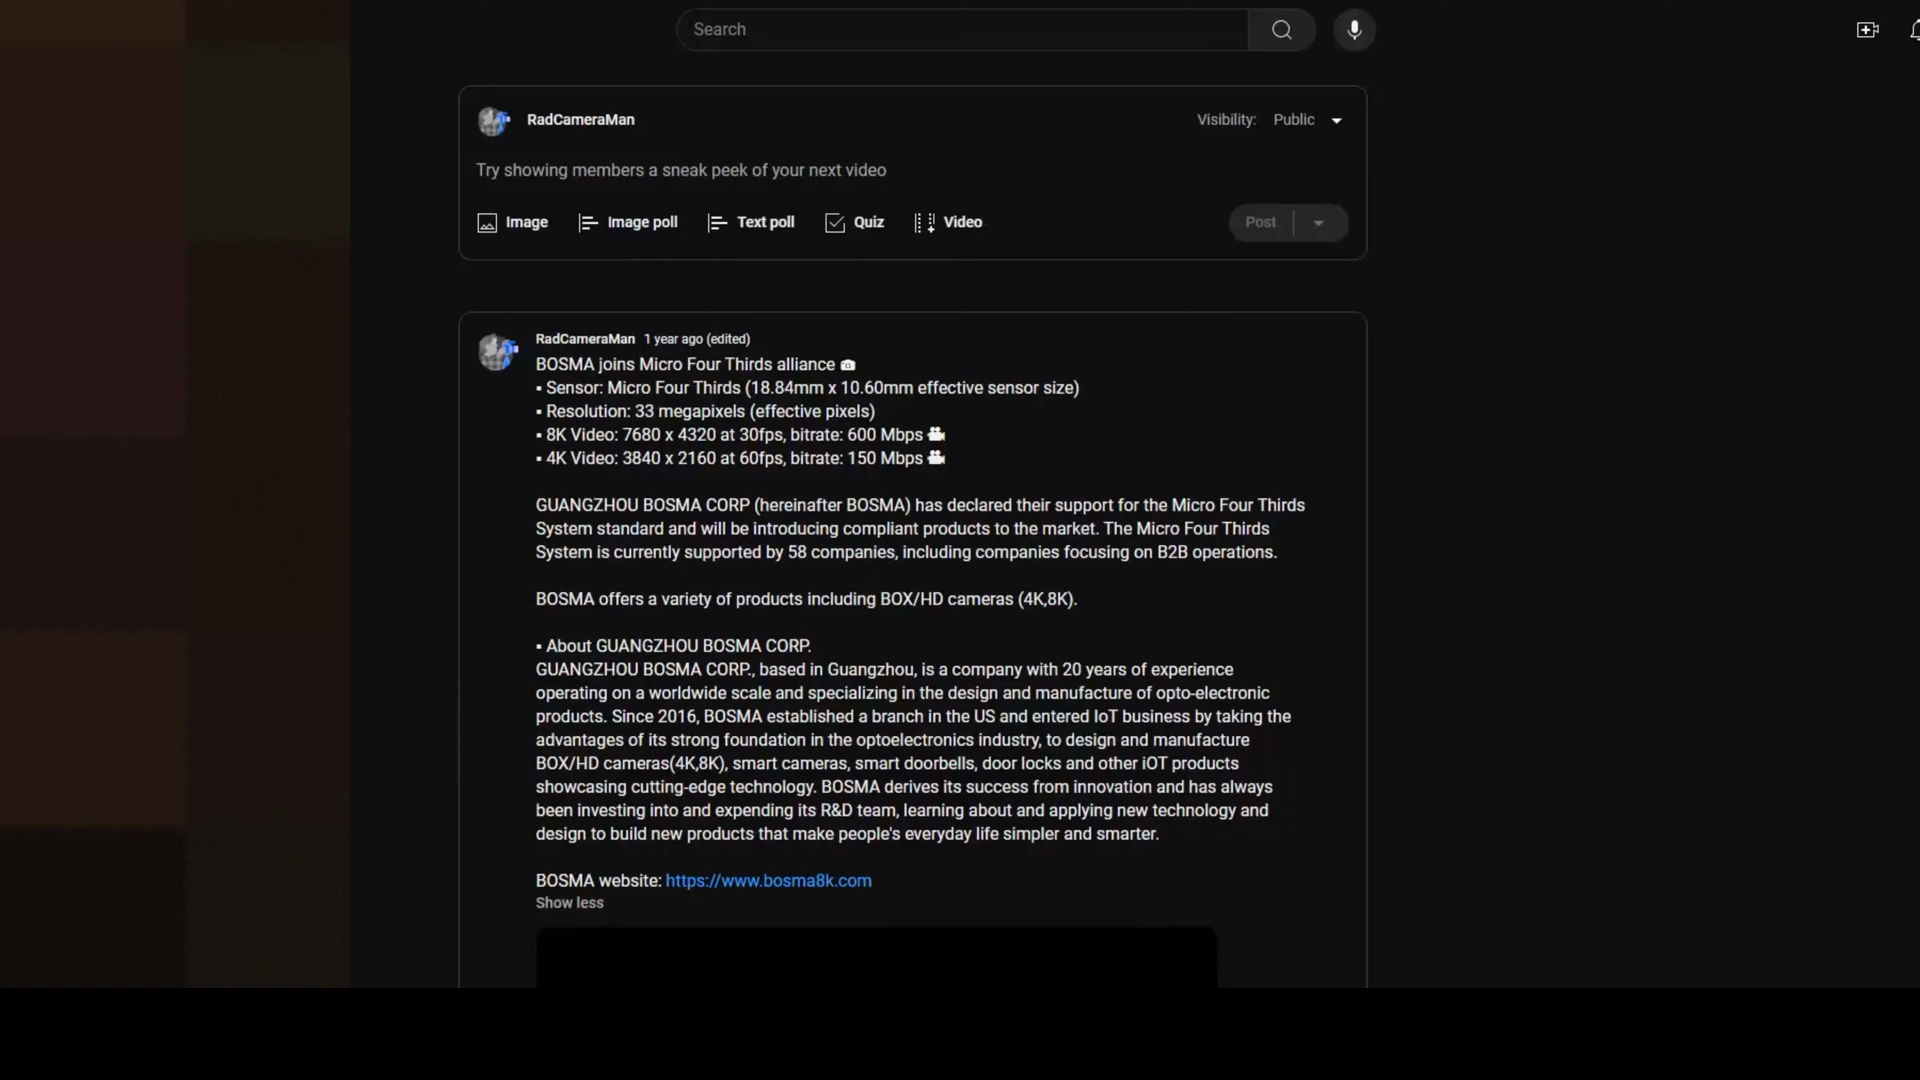 Search
RadCameraMan
Visibility: Public
Try showing members a sneak peek of your next video
Image
Image poll
Text poll
Quiz
Video
Post
RadCameraMan 1 year ago (edited)
BOSMA joins Micro Four Thirds alliance 📷
▪ Sensor: Micro Four Thirds (18.84mm x 10.60mm effective sensor size)
▪ Resolution: 33 megapixels (effective pixels)
▪ 8K Video: 7680 x 4320 at 30fps, bitrate: 600 Mbps 🎥
▪ 4K Video: 3840 x 2160 at 60fps, bitrate: 150 Mbps 🎥
GUANGZHOU BOSMA CORP (hereinafter BOSMA) has declared their support for the Micro Four Thirds
System standard and will be introducing compliant products to the market. The Micro Four Thirds
System is currently supported by 58 companies, including companies focusing on B2B operations.
BOSMA offers a variety of products including BOX/HD cameras (4K,8K).
▪ About GUANGZHOU BOSMA CORP.
GUANGZHOU BOSMA CORP., based in Guangzhou, is a company with 20 years of experience
operating on a worldwide scale and specializing in the design and manufacture of opto-electronic
products. Since 2016, BOSMA established a branch in the US and entered IoT business by taking the
advantages of its strong foundation in the optoelectronics industry, to design and manufacture
BOX/HD cameras(4K,8K), smart cameras, smart doorbells, door locks and other iOT products
showcasing cutting-edge technology. BOSMA derives its success from innovation and has always
been investing into and expending its R&D team, learning about and applying new technology and
design to build new products that make people's everyday life simpler and smarter.
BOSMA website: https://www.bosma8k.com
Show less